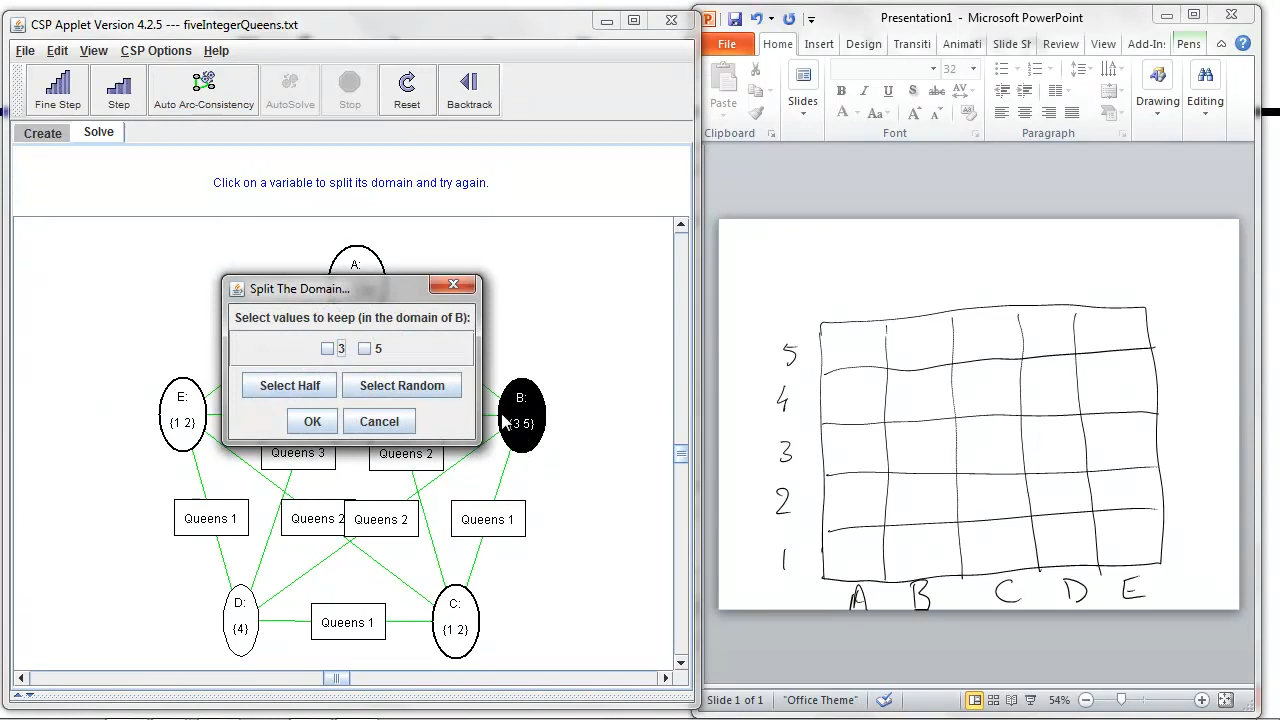 CSP Applet Version 4.2.5 --- fiveIntegerQueens.txt
File Edit View CSP Options Help
Fine Step Step Auto Arc-Consistency AutoSolve Stop Reset Backtrack
Create Solve
Click on a variable to split its domain and try again.
A:
Split The Domain...
Select values to keep (in the domain of B):
3 5
Select Half Select Random
OK Cancel
E:
{1 2}
B:
{3 5}
Queens 3 Queens 2
Queens 1 Queens 2 Queens 2 Queens 1
D:
{4}
Queens 1
C:
{1 2}
Presentation1 - Microsoft PowerPoint
File Home Insert Design Transiti Animati Slide Sh Review View Add-In: Pens
Paste
Slides
32
B I U S abc AV
A Aa A A
Drawing Editing
Clipboard Font Paragraph
5
4
3
2
1
A B C D E
Slide 1 of 1 "Office Theme" 54%